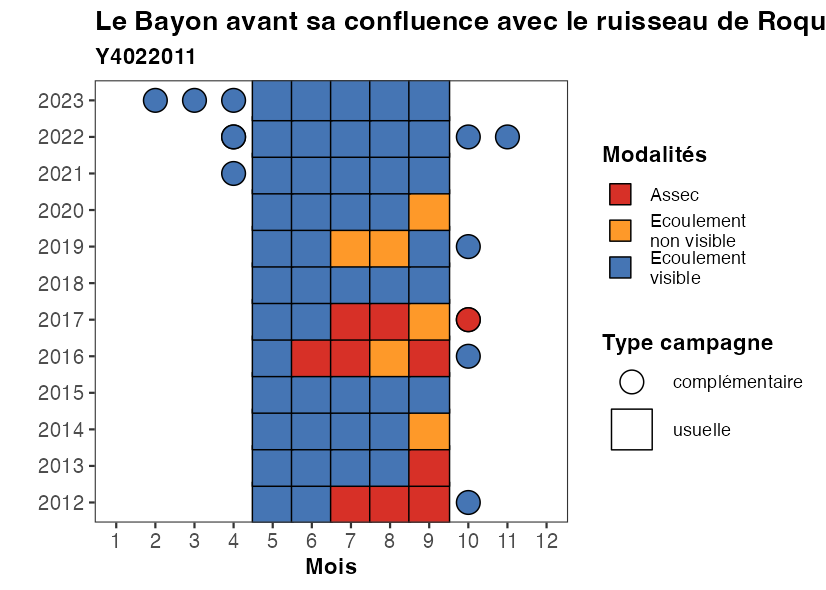 Le Bayon avant sa confluence avec le ruisseau de Roqu
Y4022011
2023
2022
2021
2020
2019
2018
2017
2016
2015
2014
2013
2012
1 2 3 4 5 6 7 8 9 10 11 12
Mois
Modalités
Assec
Ecoulement
non visible
Ecoulement
visible
Type campagne
complémentaire
usuelle